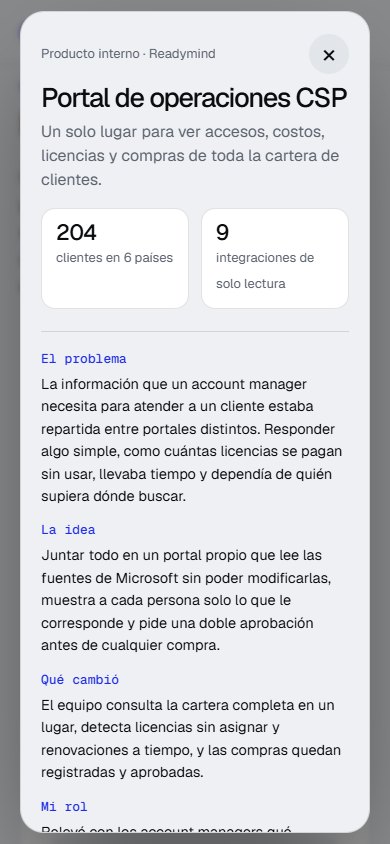 Producto interno · Readymind
Portal de operaciones CSP
Un solo lugar para ver accesos, costos,
licencias y compras de toda la cartera de
clientes.
204
clientes en 6 países
9
integraciones de
solo lectura
El problema
La información que un account manager
necesita para atender a un cliente estaba
repartida entre portales distintos. Responder
algo simple, como cuántas licencias se pagan
sin usar, llevaba tiempo y dependía de quién
supiera dónde buscar.
La idea
Juntar todo en un portal propio que lee las
fuentes de Microsoft sin poder modificarlas,
muestra a cada persona solo lo que le
corresponde y pide una doble aprobación
antes de cualquier compra.
Qué cambió
El equipo consulta la cartera completa en un
lugar, detecta licencias sin asignar y
renovaciones a tiempo, y las compras quedan
registradas y aprobadas.
Mi rol
Relevé con los account managers qué